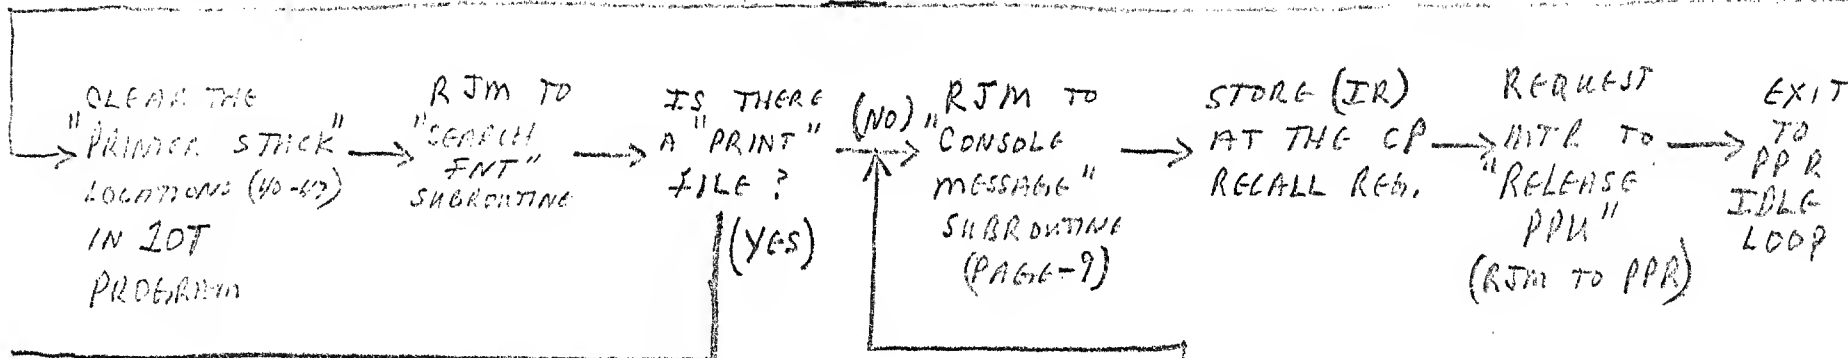 CLEAR THE
"PRINTER STACK"
LOCATIONS (40-47)
IN 1OT
PROGRAM
RJM TO
"SEARCH
FNT"
SUBROUTINE
IS THERE
A "PRINT"
FILE?
(YES)
(NO)
"RJM TO
CONSOLE
MESSAGE"
SUBROUTINE
(PAGE-9)
STORE (IR)
AT THE CP
RECALL REG.
REQUEST
MTR TO
"RELEASE
PPU"
(RJM TO PPR)
EXIT
TO
PPR
IDLE
LOOP